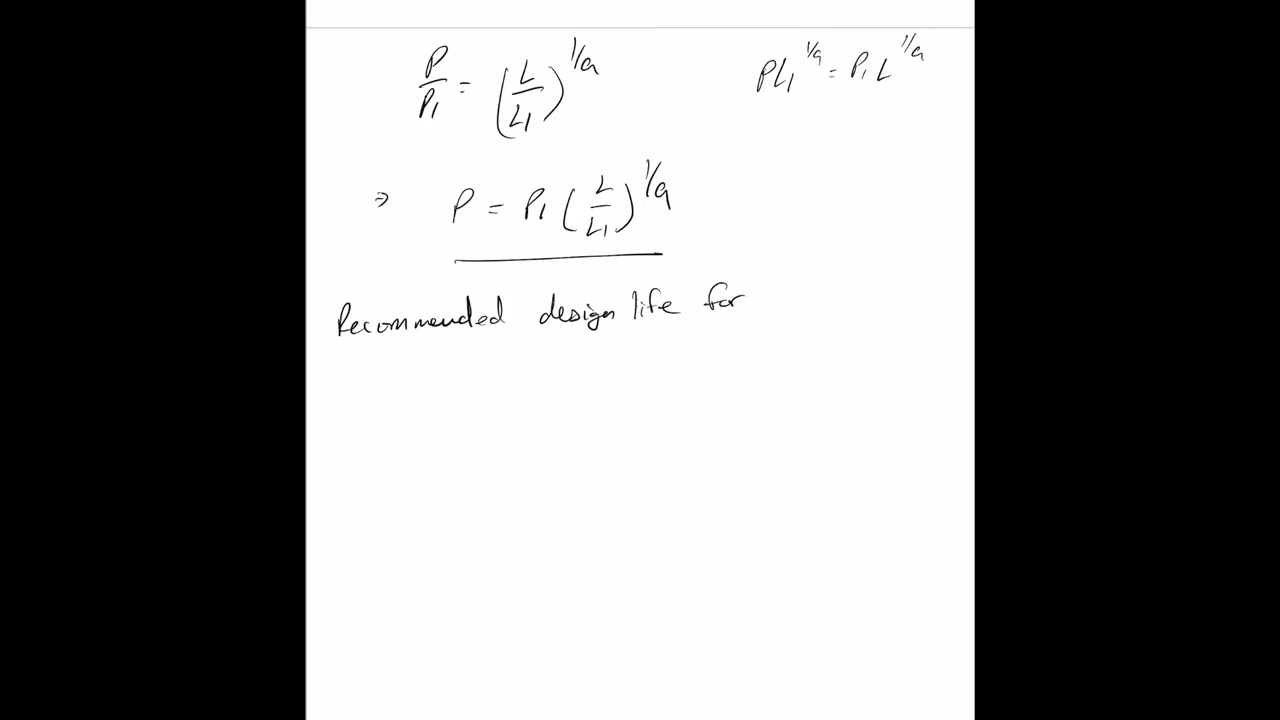 P/P1 = (L/L1)^1/a
PL1^1/a = P1 L^1/a
⇒ P = P1 (L/L1)^1/a
Recommended design life for